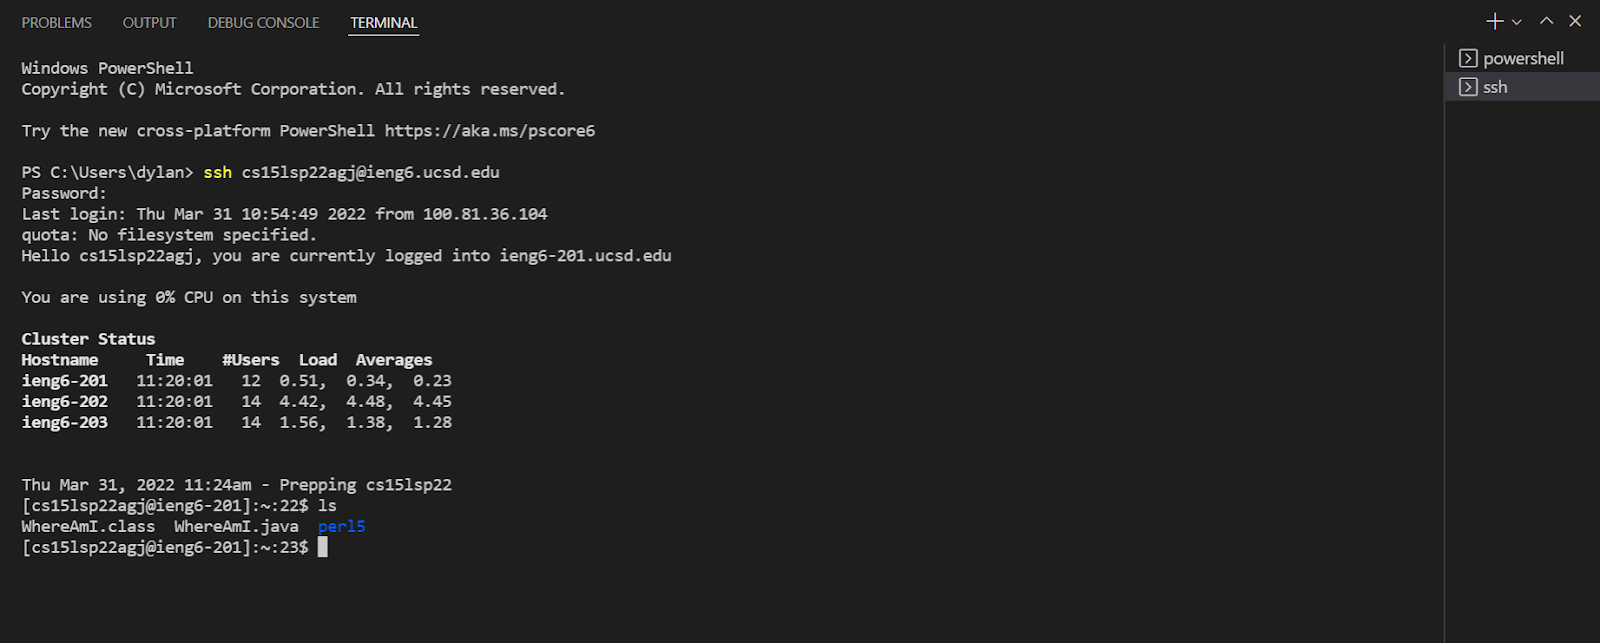 PROBLEMS OUTPUT DEBUG CONSOLE TERMINAL
powershell
ssh
Windows PowerShell
Copyright (C) Microsoft Corporation. All rights reserved.
Try the new cross-platform PowerShell https://aka.ms/pscore6
PS C:\Users\dylan> ssh cs15lsp22agj@ieng6.ucsd.edu
Password:
Last login: Thu Mar 31 10:54:49 2022 from 100.81.36.104
quota: No filesystem specified.
Hello cs15lsp22agj, you are currently logged into ieng6-201.ucsd.edu
You are using 0% CPU on this system
Cluster Status
Hostname Time #Users Load Averages
ieng6-201 11:20:01 12 0.51, 0.34, 0.23
ieng6-202 11:20:01 14 4.42, 4.48, 4.45
ieng6-203 11:20:01 14 1.56, 1.38, 1.28
Thu Mar 31, 2022 11:24am - Prepping cs15lsp22
[cs15lsp22agj@ieng6-201]:~:22$ ls
WhereAmI.class WhereAmI.java perl5
[cs15lsp22agj@ieng6-201]:~:23$